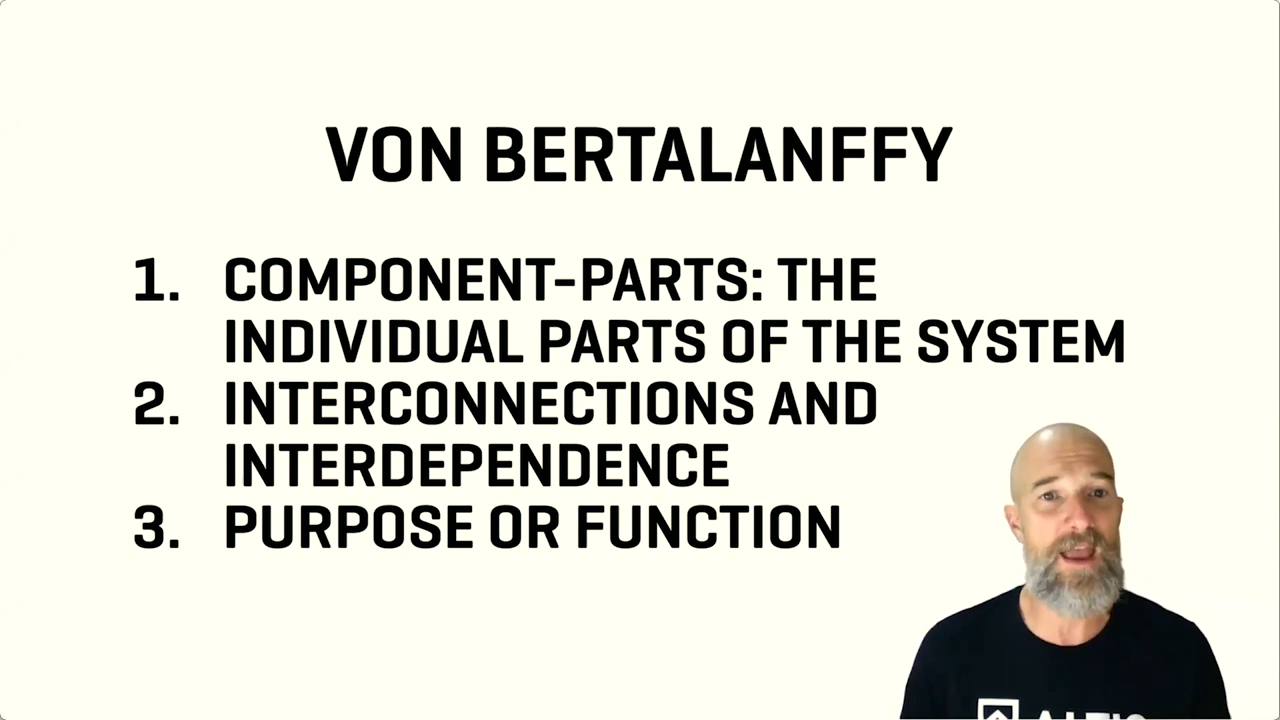 VON BERTALANFFY
1. COMPONENT-PARTS: THE
INDIVIDUAL PARTS OF THE SYSTEM
2. INTERCONNECTIONS AND
INTERDEPENDENCE
3. PURPOSE OR FUNCTION